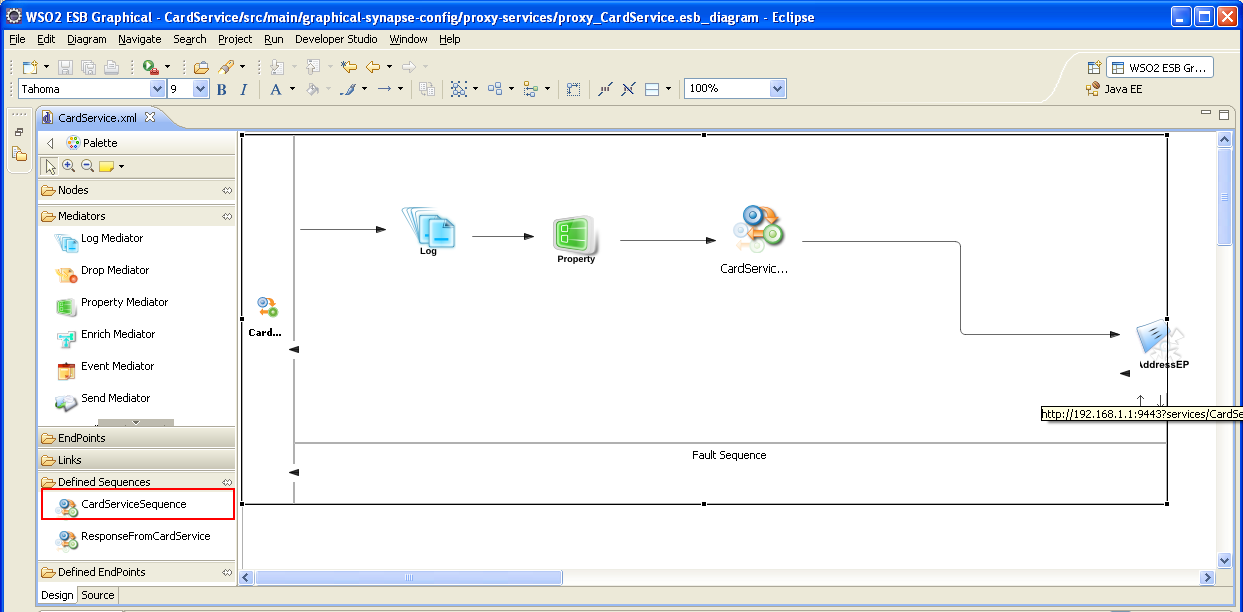 WSO2 ESB Graphical - CardService/src/main/graphical-synapse-config/proxy-services/proxy_CardService.esb_diagram - Eclipse
File Edit Diagram Navigate Search Project Run Developer Studio Window Help
WSO2 ESB Gr...
Tahoma 9 B I A 100%
Java EE
CardService.xml
Palette
Nodes
Mediators
Log Mediator
Drop Mediator
Property Mediator
Enrich Mediator
Event Mediator
Send Mediator
EndPoints
Links
Defined Sequences
CardServiceSequence
ResponseFromCardService
Defined EndPoints
Design Source
Log
Property
CardServic...
Card...
AddressEP
http://192.168.1.1:9443?services/CardSe
Fault Sequence